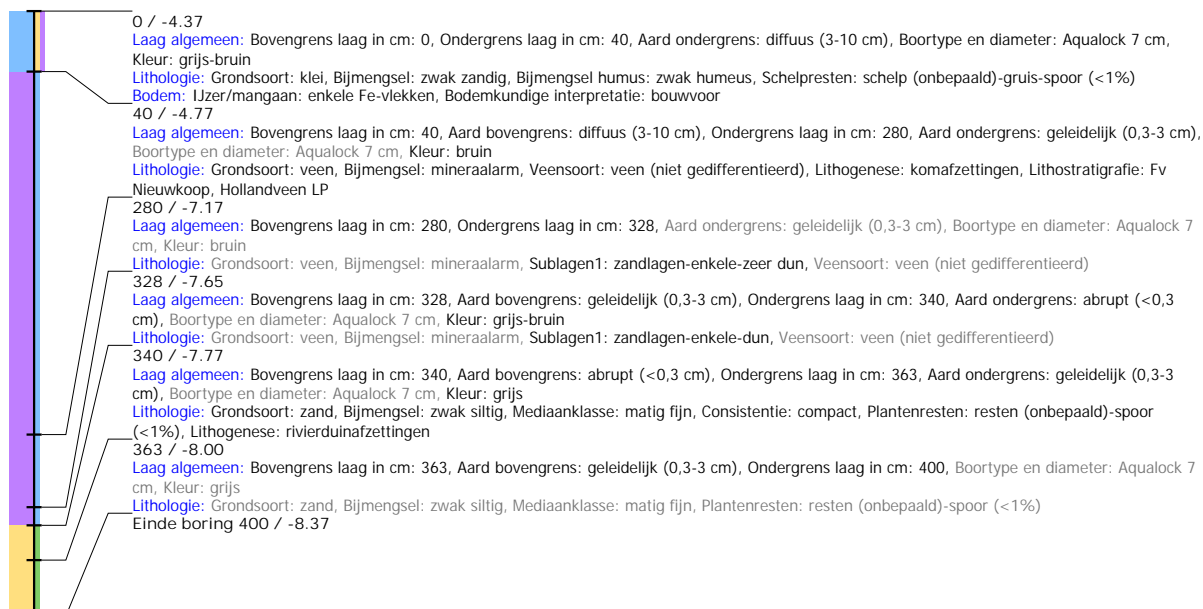 0 / -4.37
Laag algemeen: Bovengrens laag in cm: 0, Ondergrens laag in cm: 40, Aard ondergrens: diffuus (3-10 cm), Boortype en diameter: Aqualock 7 cm,
Kleur: grijs-bruin
Lithologie: Grondsoort: klei, Bijmengsel: zwak zandig, Bijmengsel humus: zwak humeus, Schelpresten: schelp (onbepaald)-gruis-spoor (<1%)
Bodem: IJzer/mangaan: enkele Fe-vlekken, Bodemkundige interpretatie: bouwvoor
40 / -4.77
Laag algemeen: Bovengrens laag in cm: 40, Aard bovengrens: diffuus (3-10 cm), Ondergrens laag in cm: 280, Aard ondergrens: geleidelijk (0,3-3 cm),
Boortype en diameter: Aqualock 7 cm, Kleur: bruin
Lithologie: Grondsoort: veen, Bijmengsel: mineraalarm, Veensoort: veen (niet gedifferentieerd), Lithogenese: komafzettingen, Lithostratigrafie: Fv
Nieuwkoop, Hollandveen LP
280 / -7.17
Laag algemeen: Bovengrens laag in cm: 280, Ondergrens laag in cm: 328, Aard ondergrens: geleidelijk (0,3-3 cm), Boortype en diameter: Aqualock 7
cm, Kleur: bruin
Lithologie: Grondsoort: veen, Bijmengsel: mineraalarm, Sublagen1: zandlagen-enkele-zeer dun, Veensoort: veen (niet gedifferentieerd)
328 / -7.65
Laag algemeen: Bovengrens laag in cm: 328, Aard bovengrens: geleidelijk (0,3-3 cm), Ondergrens laag in cm: 340, Aard ondergrens: abrupt (<0,3
cm), Boortype en diameter: Aqualock 7 cm, Kleur: grijs-bruin
Lithologie: Grondsoort: veen, Bijmengsel: mineraalarm, Sublagen1: zandlagen-enkele-dun, Veensoort: veen (niet gedifferentieerd)
340 / -7.77
Laag algemeen: Bovengrens laag in cm: 340, Aard bovengrens: abrupt (<0,3 cm), Ondergrens laag in cm: 363, Aard ondergrens: geleidelijk (0,3-3
cm), Boortype en diameter: Aqualock 7 cm, Kleur: grijs
Lithologie: Grondsoort: zand, Bijmengsel: zwak siltig, Mediaanklasse: matig fijn, Consistentie: compact, Plantenresten: resten (onbepaald)-spoor
(<1%), Lithogenese: rivierduinafzettingen
363 / -8.00
Laag algemeen: Bovengrens laag in cm: 363, Aard bovengrens: geleidelijk (0,3-3 cm), Ondergrens laag in cm: 400, Boortype en diameter: Aqualock 7
cm, Kleur: grijs
Lithologie: Grondsoort: zand, Bijmengsel: zwak siltig, Mediaanklasse: matig fijn, Plantenresten: resten (onbepaald)-spoor (<1%)
Einde boring 400 / -8.37